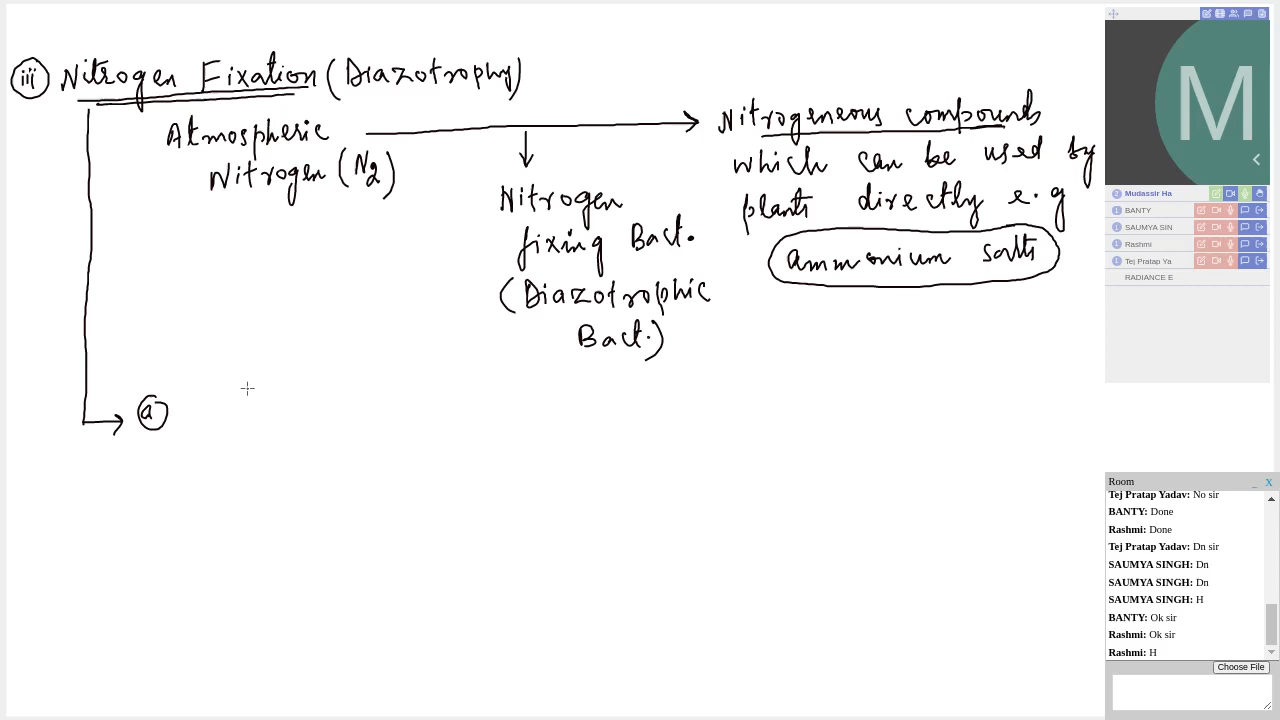 iii Nitrogen Fixation (Diazotrophy)
Atmospheric
Nitrogen (N2)
Nitrogen
fixing Bact.
(Diazotrophic
Bact.)
Nitrogeneous compounds
which can be used by
plants directly e.g
ammonium salts
a
M
Mudassir Ha
BANTY
SAUMYA SIN
Rashmi
Tej Pratap Ya
RADIANCE E
Room
_ X
Tej Pratap Yadav: No sir
BANTY: Done
Rashmi: Done
Tej Pratap Yadav: Dn sir
SAUMYA SINGH: Dn
SAUMYA SINGH: Dn
SAUMYA SINGH: H
BANTY: Ok sir
Rashmi: Ok sir
Rashmi: H
Choose File